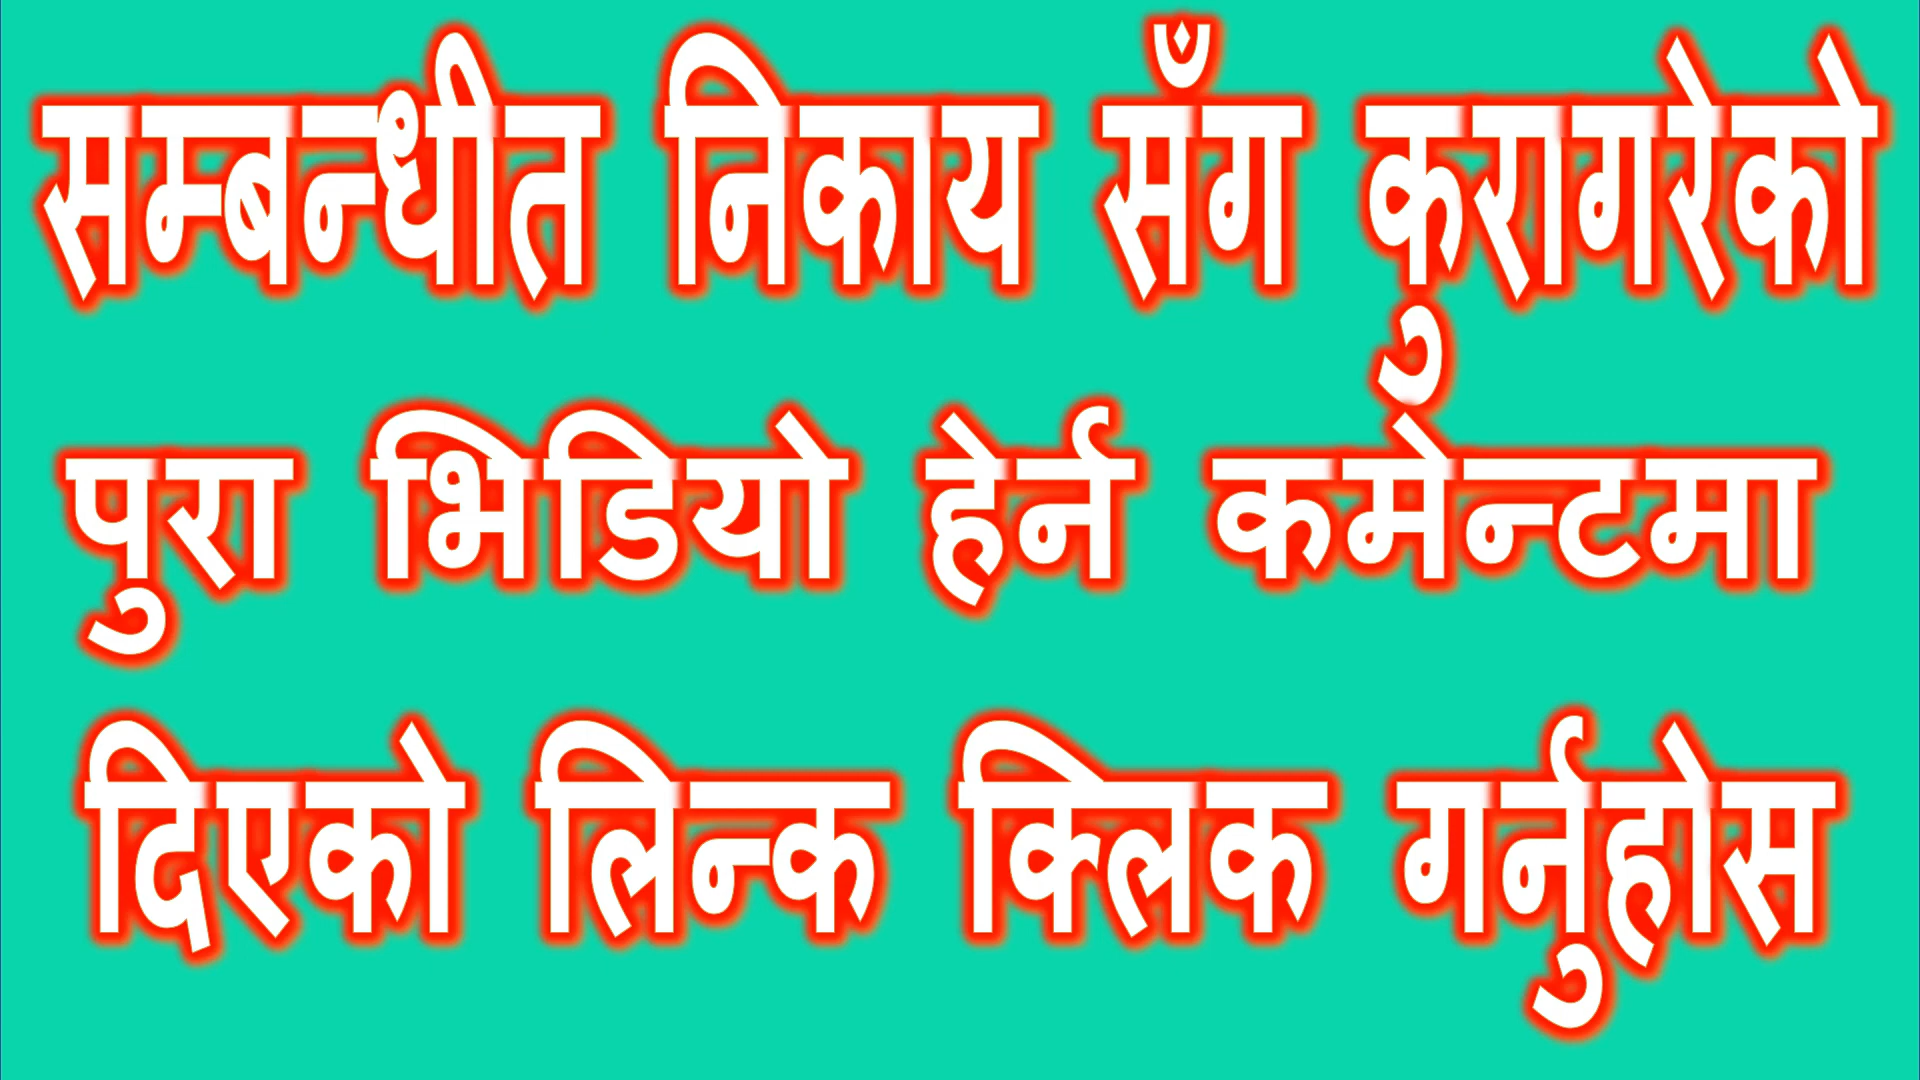 सम्बन्धीत निकाय सँग कुरागरेको
पुरा भिडियो हेर्न कमेन्टमा
दिएको लिन्क क्लिक गर्नुहोस